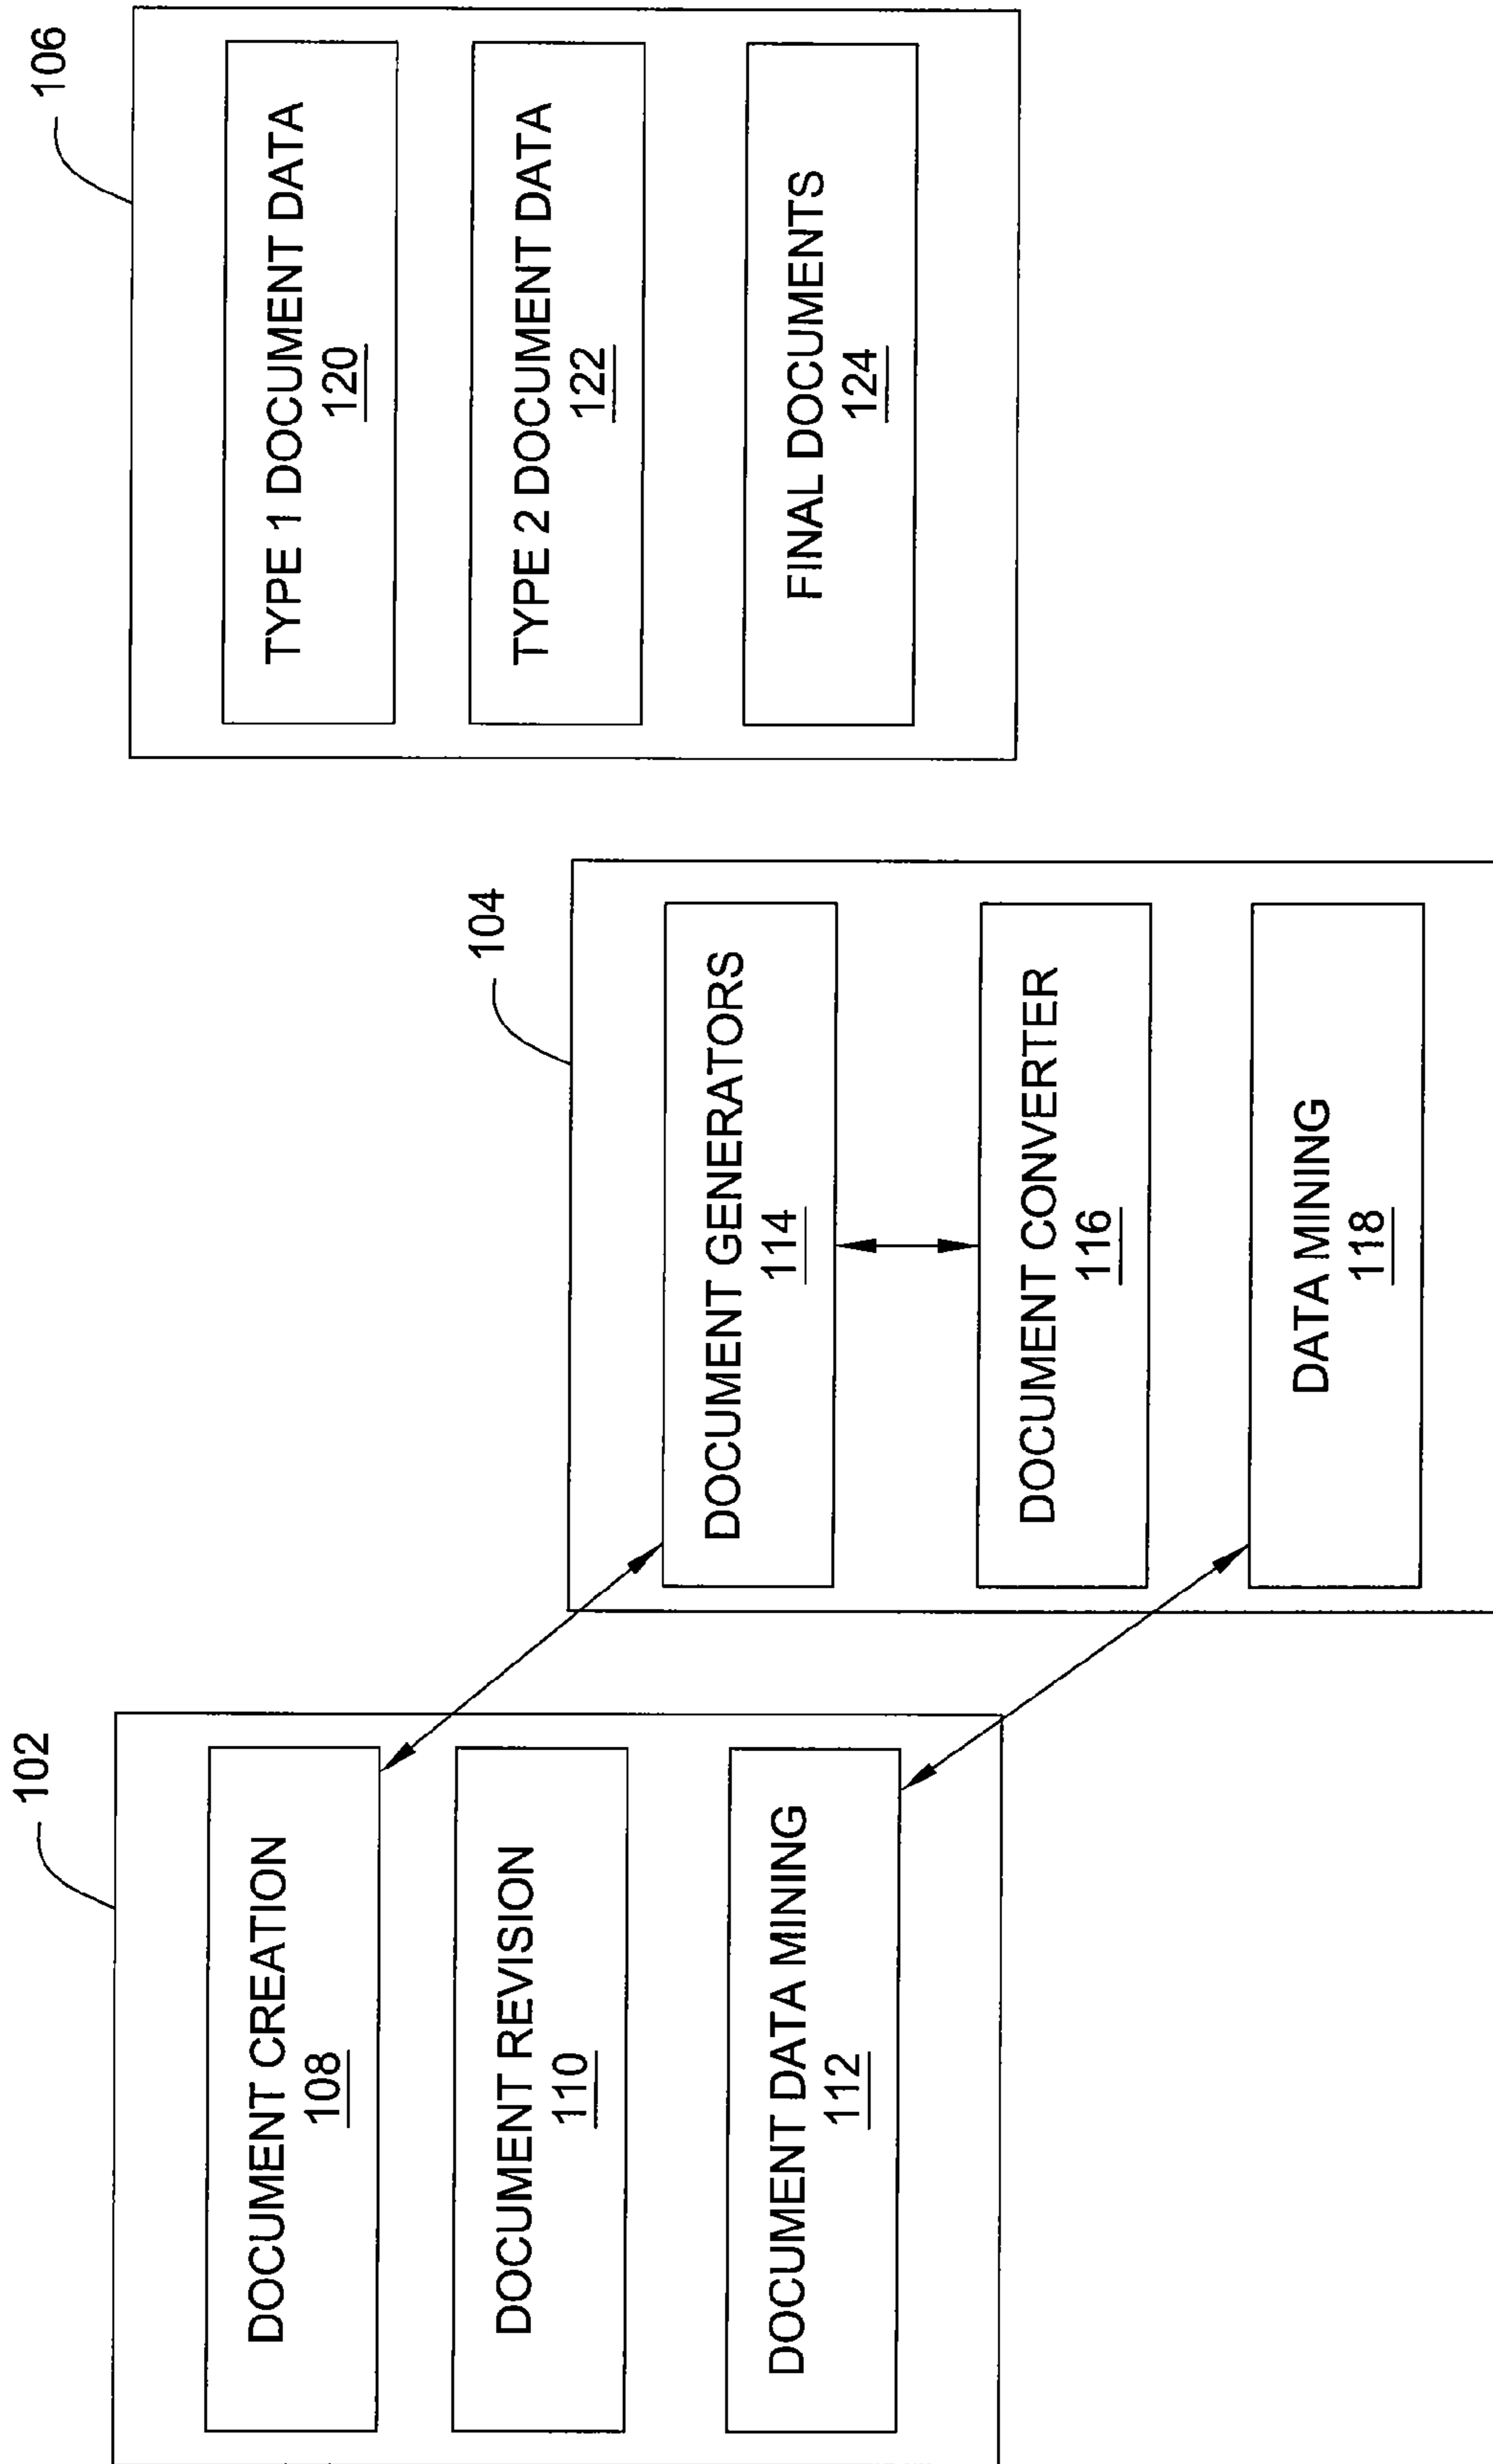 102
DOCUMENT CREATION
108
DOCUMENT REVISION
110
DOCUMENT DATA MINING
112
104
DOCUMENT GENERATORS
114
DOCUMENT CONVERTER
116
DATA MINING
118
106
TYPE 1 DOCUMENT DATA
120
TYPE 2 DOCUMENT DATA
122
FINAL DOCUMENTS
124